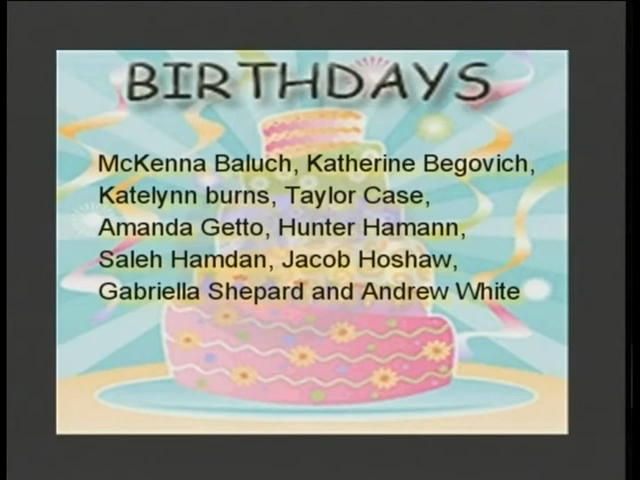 BIRTHDAYS
McKenna Baluch, Katherine Begovich,
Katelynn burns, Taylor Case,
Amanda Getto, Hunter Hamann,
Saleh Hamdan, Jacob Hoshaw,
Gabriella Shepard and Andrew White